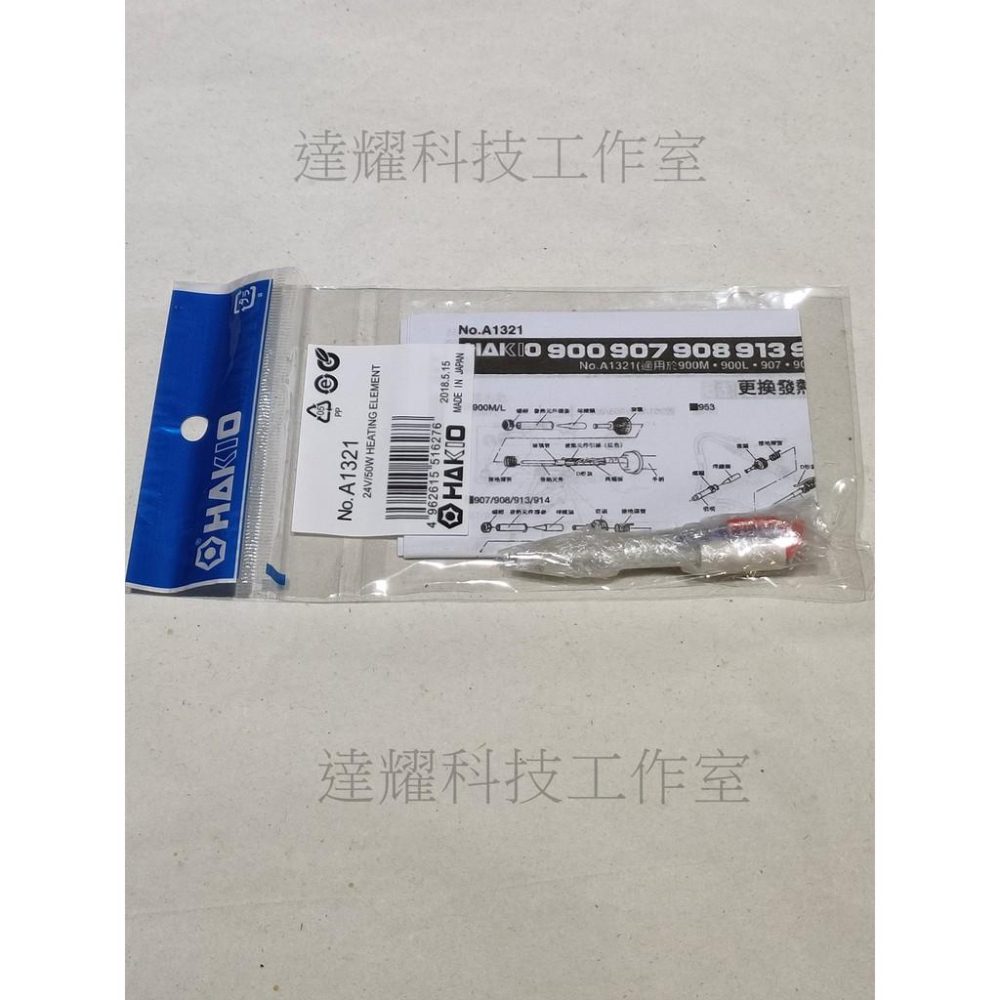 達耀科技工作室
HAKKO
No.A1321
24V/50W HEATING ELEMENT
4 962615 516276
2018.5.15
MADE IN JAPAN
HAKKO
PP
No.A1321
HAKKO 900 907 908 913 9
No.A1321(適用於900M・900L・907・90
更換發熱
900M/L
953
907/908/913/914
達耀科技工作室